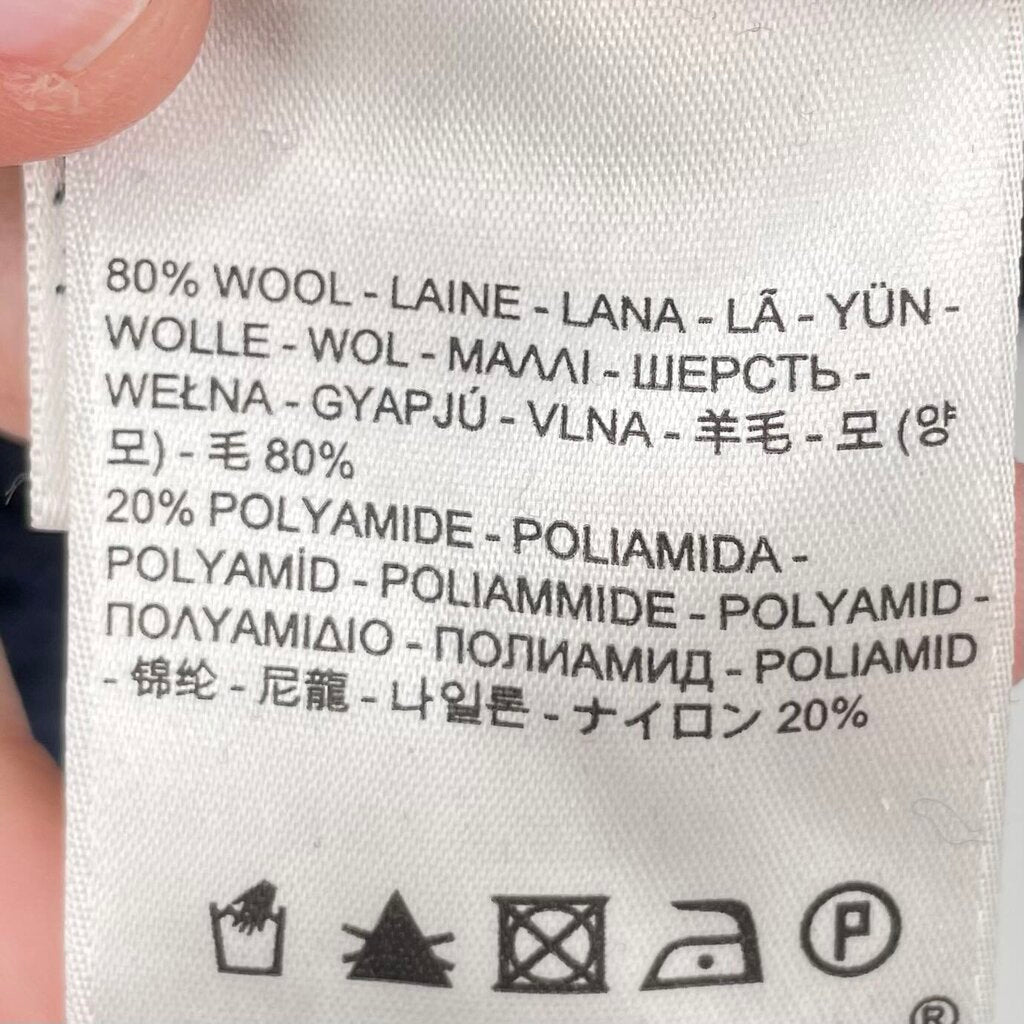 80% WOOL - LAINE - LANA - LÃ - YÜN -
WOLLE - WOL - ΜΑΛΛΙ - ШЕРСТЬ -
WEŁNA - GYAPJÚ - VLNA - 羊毛 - 모 (양
모) - 毛 80%
20% POLYAMIDE - POLIAMIDA -
POLYAMİD - POLIAMMIDE - POLYAMID -
ΠΟΛΥΑΜΙΔΙΟ - ПОЛИАМИД - POLIAMID
- 锦纶 - 尼龍 - 나일론 - ナイロン 20%
P
®